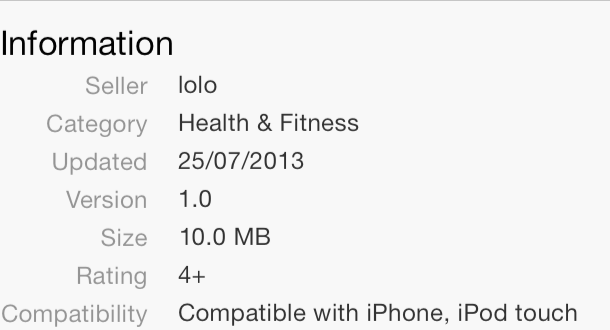 Information
Seller lolo
Category Health & Fitness
Updated 25/07/2013
Version 1.0
Size 10.0 MB
Rating 4+
Compatibility Compatible with iPhone, iPod touch